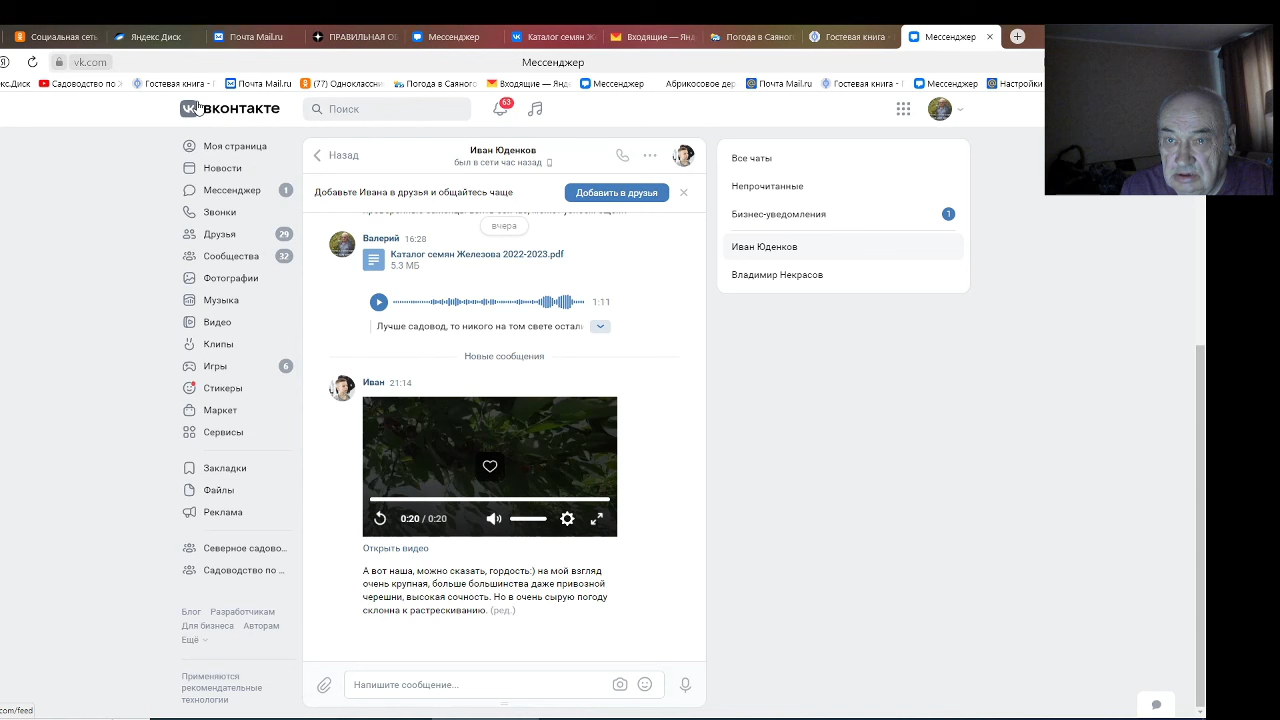 Социальная сеть
Яндекс Диск
Почта Mail.ru
ПРАВИЛЬНАЯ ОБ
Мессенджер
Каталог семян Ж
Входящие — Янд
Погода в Саяног
Гостевая книга -
Мессенджер
vk.com
Мессенджер
Садоводство по
Гостевая книга - Г
Почта Mail.ru
(77) Одноклассн
Погода в Саяного
Входящие — Янде
Мессенджер
Абрикосовое дер
Почта Mail.ru
Гостевая книга - Г
Мессенджер
Настройки
вконтакте
Поиск
63
Моя страница
Новости
Мессенджер 1
Звонки
Друзья 29
Сообщества 32
Фотографии
Музыка
Видео
Клипы
Игры 6
Стикеры
Маркет
Сервисы
Закладки
Файлы
Реклама
Северное садово...
Садоводство по ...
Блог Разработчикам
Для бизнеса Авторам
Ещё
Применяются
рекомендательные
технологии
com/feed
Назад
Иван Юденков
был в сети час назад
Добавьте Ивана в друзья и общайтесь чаще
Добавить в друзья
вчера
Валерий 16:28
Каталог семян Железова 2022-2023.pdf
5.3 МБ
1:11
Лучше садовод, то никого на том свете остали
Новые сообщения
Иван 21:14
0:20 / 0:20
Открыть видео
А вот наша, можно сказать, гордость:) на мой взгляд
очень крупная, больше большинства даже привозной
черешни, высокая сочность. Но в очень сырую погоду
склонна к растрескиванию. (ред.)
Напишите сообщение...
Все чаты
Непрочитанные
Бизнес-уведомления 1
Иван Юденков
Владимир Некрасов